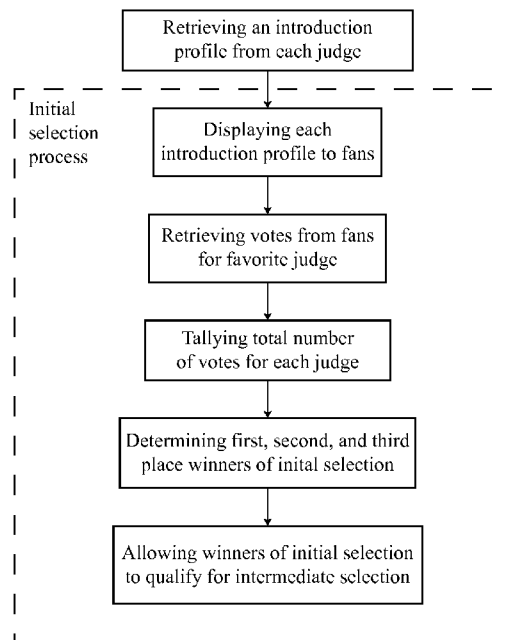 Retrieving an introduction
profile from each judge
Initial
selection
process
Displaying each
introduction profile to fans
Retrieving votes from fans
for favorite judge
Tallying total number
of votes for each judge
Determining first, second, and third
place winners of inital selection
Allowing winners of initial selection
to qualify for intermediate selection